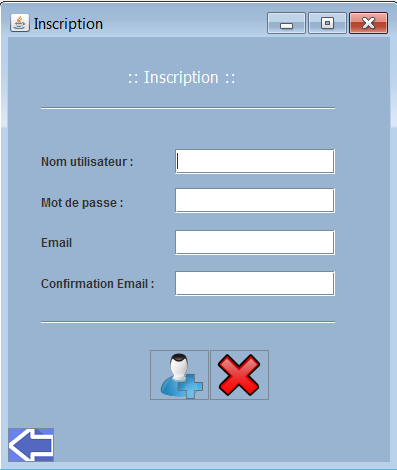 Inscription
:: Inscription ::
Nom utilisateur :
Mot de passe :
Email
Confirmation Email :